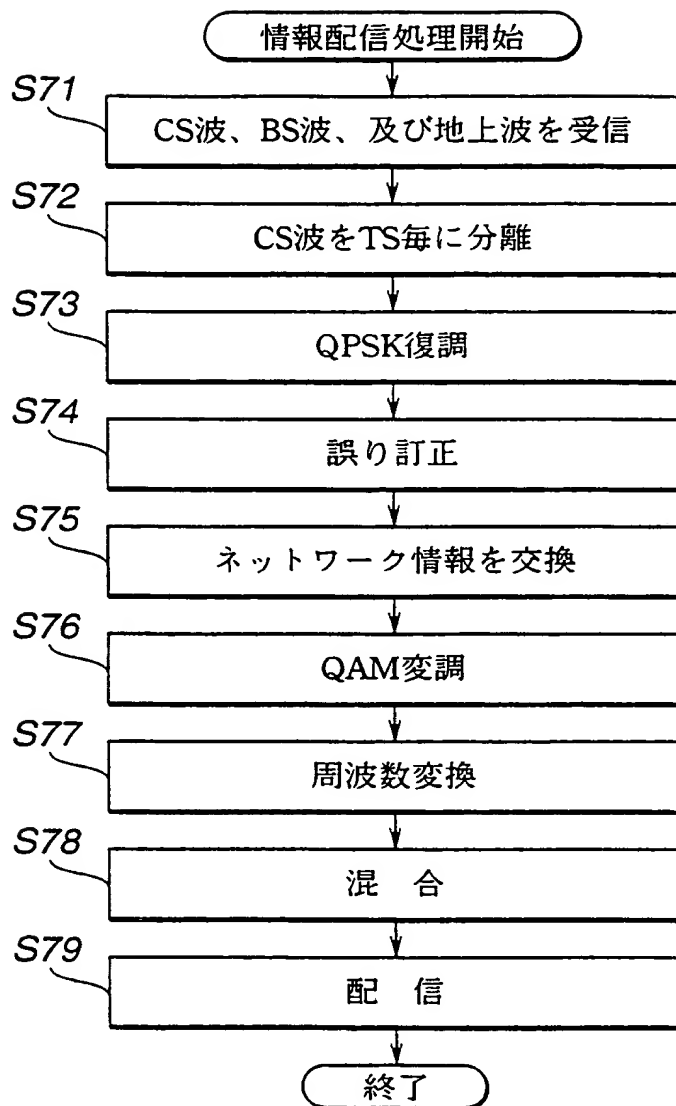 情報配信処理開始
S71
CS波、BS波、及び地上波を受信
S72
CS波をTS毎に分離
S73
QPSK復調
S74
誤り訂正
S75
ネットワーク情報を交換
S76
QAM変調
S77
周波数変換
S78
混 合
S79
配 信
終了